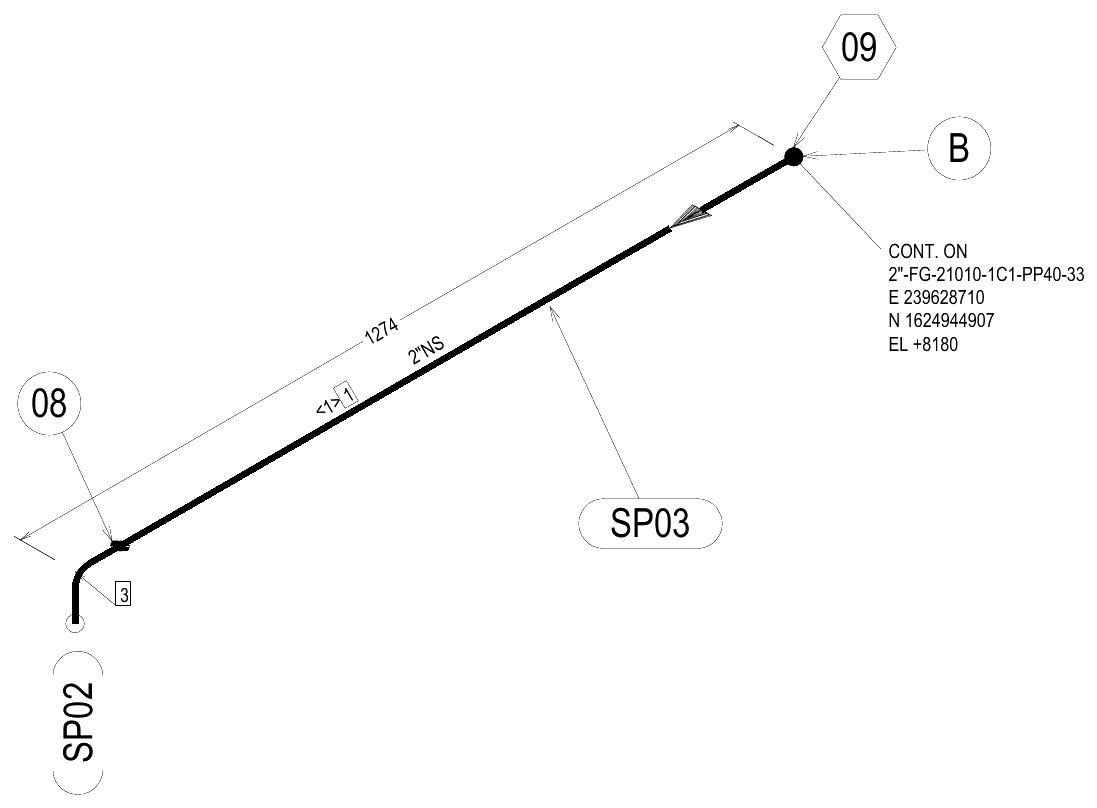 09
B
CONT. ON
2"-FG-21010-1C1-PP40-33
E 239628710
N 1624944907
EL +8180
1274
2"NS
<1> 1
08
SP03
3
SP02